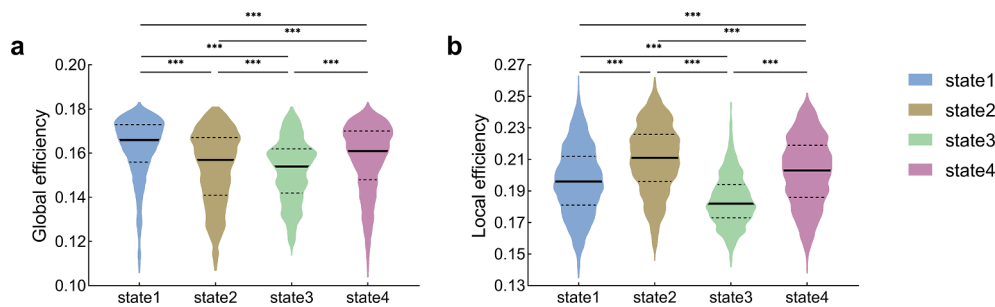 a
***
***
***
*** *** ***
Global efficiency
0.20
0.18
0.16
0.14
0.12
0.10
state1 state2 state3 state4
b
***
***
***
*** *** ***
Local efficiency
0.27
0.25
0.23
0.21
0.19
0.17
0.15
0.13
state1 state2 state3 state4
state1
state2
state3
state4